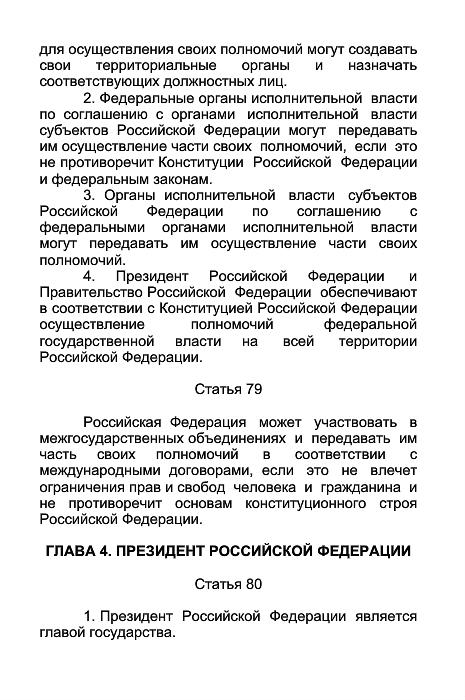 для осуществления своих полномочий могут создавать
свои территориальные органы и назначать
соответствующих должностных лиц.
2. Федеральные органы исполнительной власти
по соглашению с органами исполнительной власти
субъектов Российской Федерации могут передавать
им осуществление части своих полномочий, если это
не противоречит Конституции Российской Федерации
и федеральным законам.
3. Органы исполнительной власти субъектов
Российской Федерации по соглашению с
федеральными органами исполнительной власти
могут передавать им осуществление части своих
полномочий.
4. Президент Российской Федерации и
Правительство Российской Федерации обеспечивают
в соответствии с Конституцией Российской Федерации
осуществление полномочий федеральной
государственной власти на всей территории
Российской Федерации.
Статья 79
Российская Федерация может участвовать в
межгосударственных объединениях и передавать им
часть своих полномочий в соответствии с
международными договорами, если это не влечет
ограничения прав и свобод человека и гражданина и
не противоречит основам конституционного строя
Российской Федерации.
ГЛАВА 4. ПРЕЗИДЕНТ РОССИЙСКОЙ ФЕДЕРАЦИИ
Статья 80
1. Президент Российской Федерации является
главой государства.